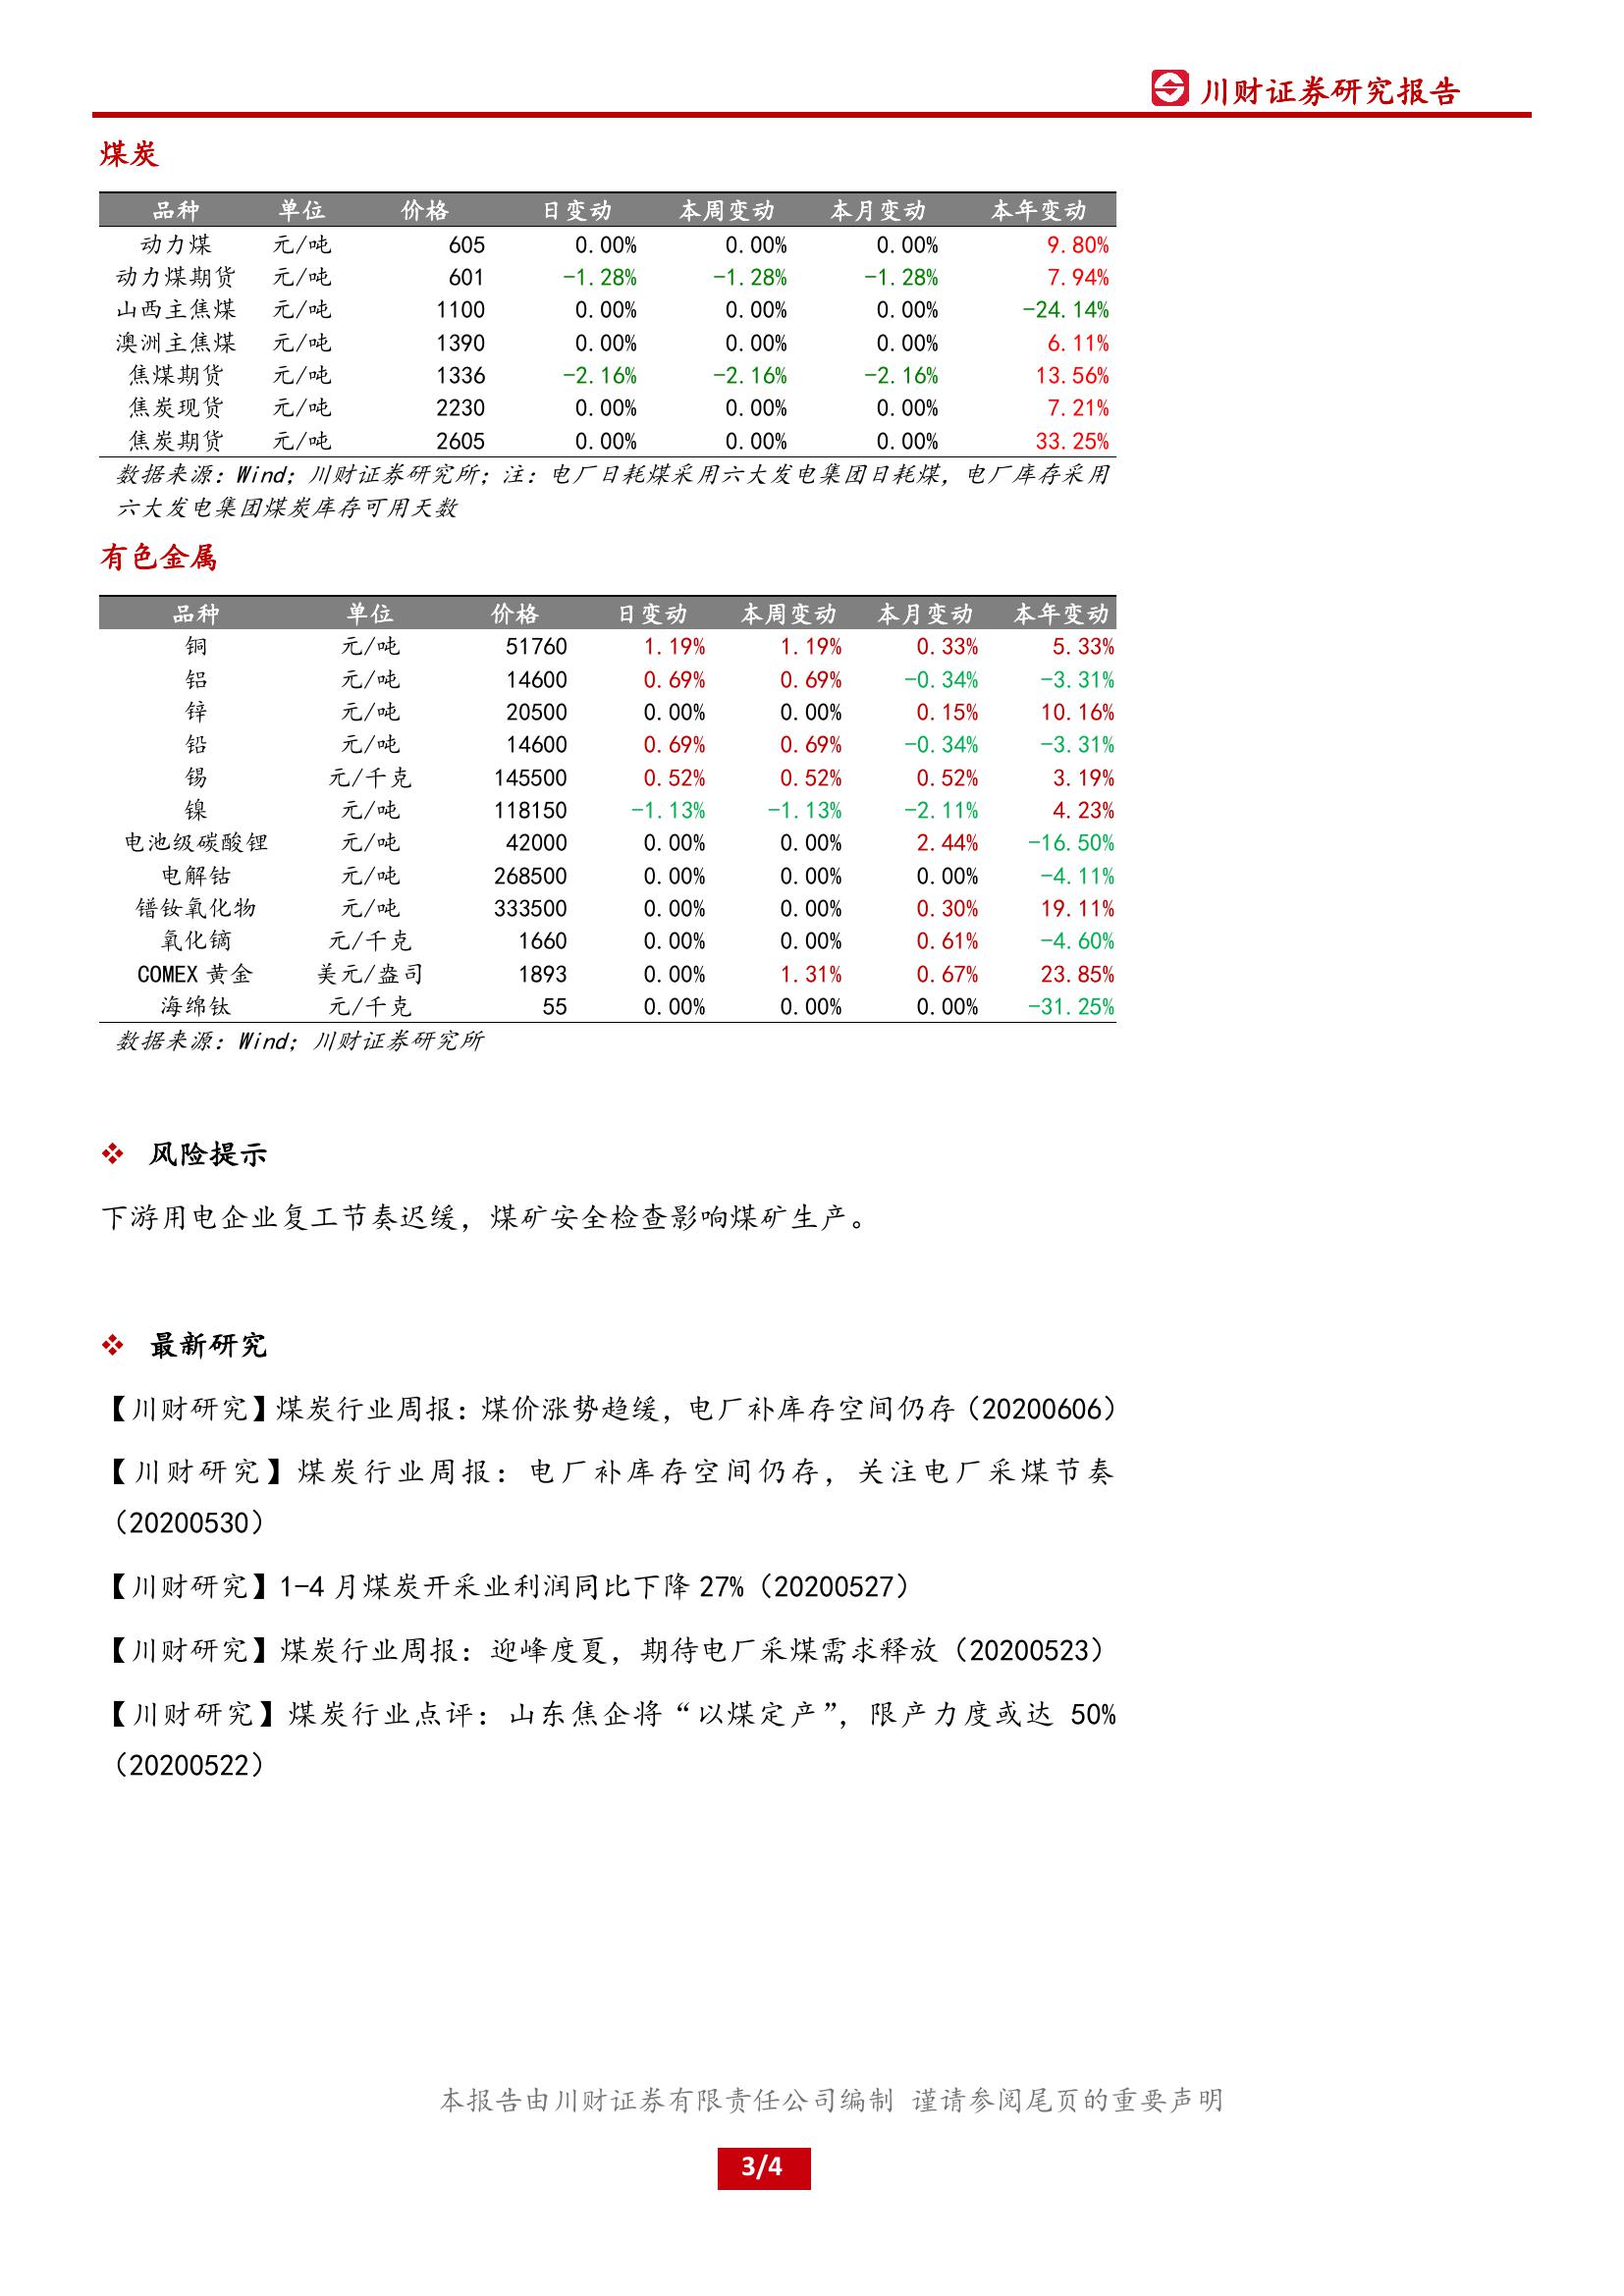 川财证券研究报告
煤炭
品种 单位 价格 日变动 本周变动 本月变动 本年变动
动力煤 元/吨 605 0.00% 0.00% 0.00% 9.80%
动力煤期货 元/吨 601 -1.28% -1.28% -1.28% 7.94%
山西主焦煤 元/吨 1100 0.00% 0.00% 0.00% -24.14%
澳洲主焦煤 元/吨 1390 0.00% 0.00% 0.00% 6.11%
焦煤期货 元/吨 1336 -2.16% -2.16% -2.16% 13.56%
焦炭现货 元/吨 2230 0.00% 0.00% 0.00% 7.21%
焦炭期货 元/吨 2605 0.00% 0.00% 0.00% 33.25%
数据来源：Wind；川财证券研究所；注：电厂日耗煤采用六大发电集团日耗煤，电厂库存采用
六大发电集团煤炭库存可用天数
有色金属
品种 单位 价格 日变动 本周变动 本月变动 本年变动
铜 元/吨 51760 1.19% 1.19% 0.33% 5.33%
铝 元/吨 14600 0.69% 0.69% -0.34% -3.31%
锌 元/吨 20500 0.00% 0.00% 0.15% 10.16%
铅 元/吨 14600 0.69% 0.69% -0.34% -3.31%
锡 元/千克 145500 0.52% 0.52% 0.52% 3.19%
镍 元/吨 118150 -1.13% -1.13% -2.11% 4.23%
电池级碳酸锂 元/吨 42000 0.00% 0.00% 2.44% -16.50%
电解钴 元/吨 268500 0.00% 0.00% 0.00% -4.11%
镨钕氧化物 元/吨 333500 0.00% 0.00% 0.30% 19.11%
氧化镝 元/千克 1660 0.00% 0.00% 0.61% -4.60%
COMEX 黄金 美元/盎司 1893 0.00% 1.31% 0.67% 23.85%
海绵钛 元/千克 55 0.00% 0.00% 0.00% -31.25%
数据来源：Wind；川财证券研究所
❖ 风险提示
下游用电企业复工节奏迟缓，煤矿安全检查影响煤矿生产。
❖ 最新研究
【川财研究】煤炭行业周报：煤价涨势趋缓，电厂补库存空间仍存（20200606）
【川财研究】煤炭行业周报：电厂补库存空间仍存，关注电厂采煤节奏
（20200530）
【川财研究】1-4 月煤炭开采业利润同比下降 27%（20200527）
【川财研究】煤炭行业周报：迎峰度夏，期待电厂采煤需求释放（20200523）
【川财研究】煤炭行业点评：山东焦企将“以煤定产”，限产力度或达 50%
（20200522）
本报告由川财证券有限责任公司编制 谨请参阅尾页的重要声明
3/4